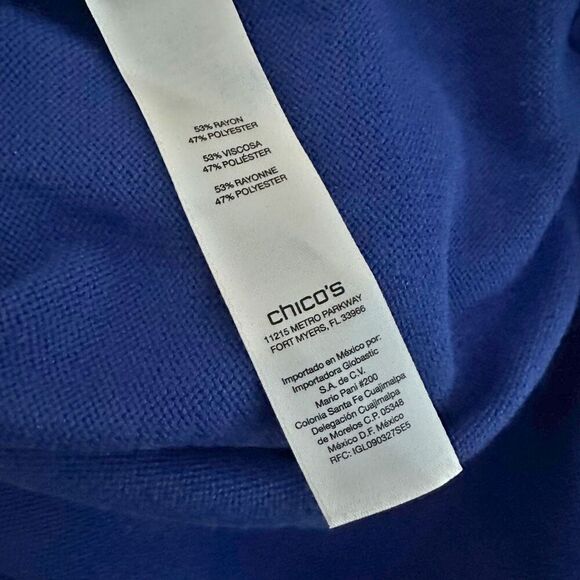 53% RAYON
47% POLYESTER
53% VISCOSA
47% POLIÉSTER
53% RAYONNE
47% POLYESTER
chico's
11215 METRO PARKWAY
FORT MYERS, FL 33966
Importado en México por:
Importadora Globastic
S.A. de C.V.
Mario Pani #200
Colonia Santa Fe Cuajimalpa
Delegación Cuajimalpa
de Morelos C.P. 05348
México D.F. México
RFC: IGL090327SE5